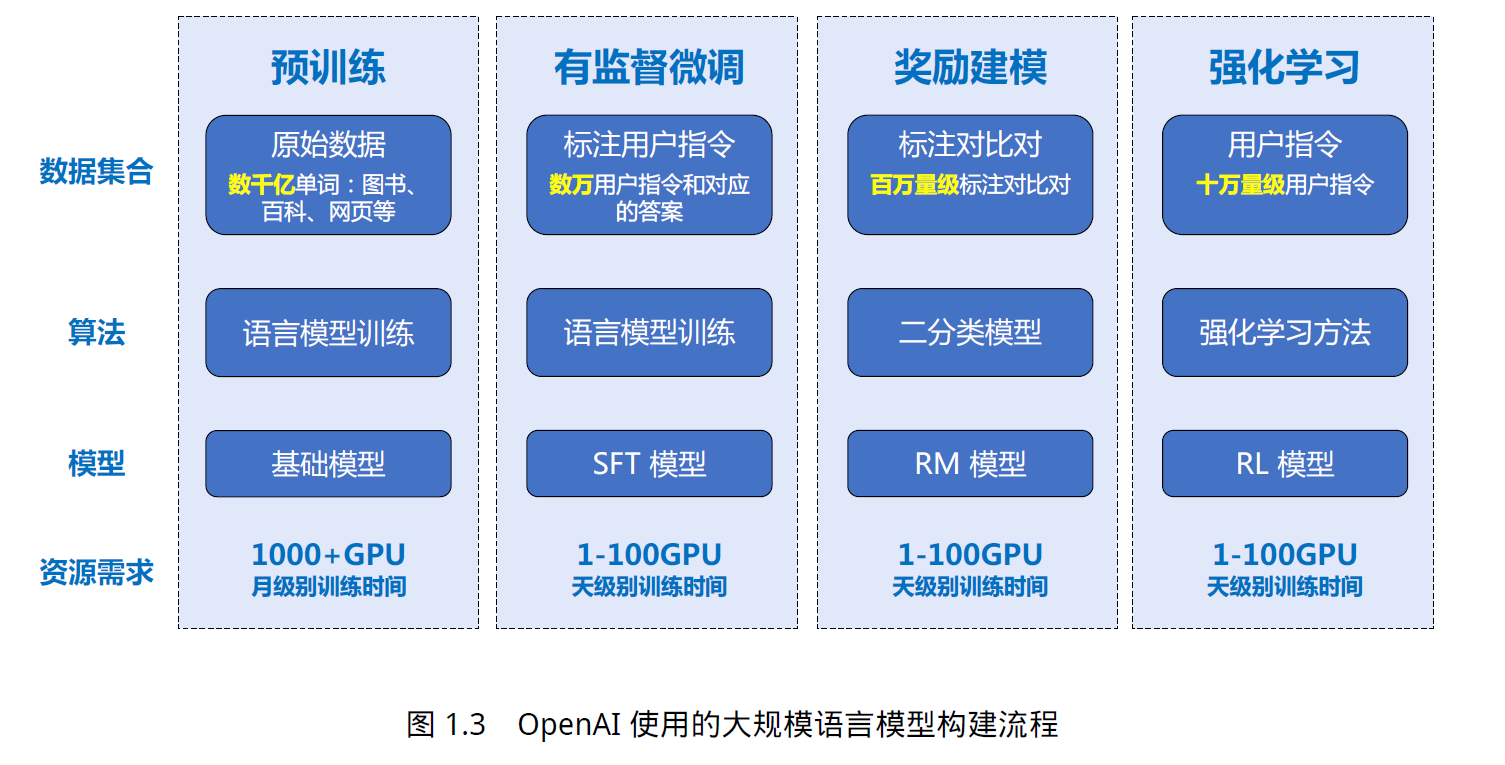 预训练
有监督微调
奖励建模
强化学习
数据集合
原始数据
数千亿单词：图书、
百科、网页等
标注用户指令
数万用户指令和对应
的答案
标注对比对
百万量级标注对比对
用户指令
十万量级用户指令
算法
语言模型训练
语言模型训练
二分类模型
强化学习方法
模型
基础模型
SFT 模型
RM 模型
RL 模型
资源需求
1000+GPU
月级别训练时间
1-100GPU
天级别训练时间
1-100GPU
天级别训练时间
1-100GPU
天级别训练时间
图 1.3 OpenAI 使用的大规模语言模型构建流程